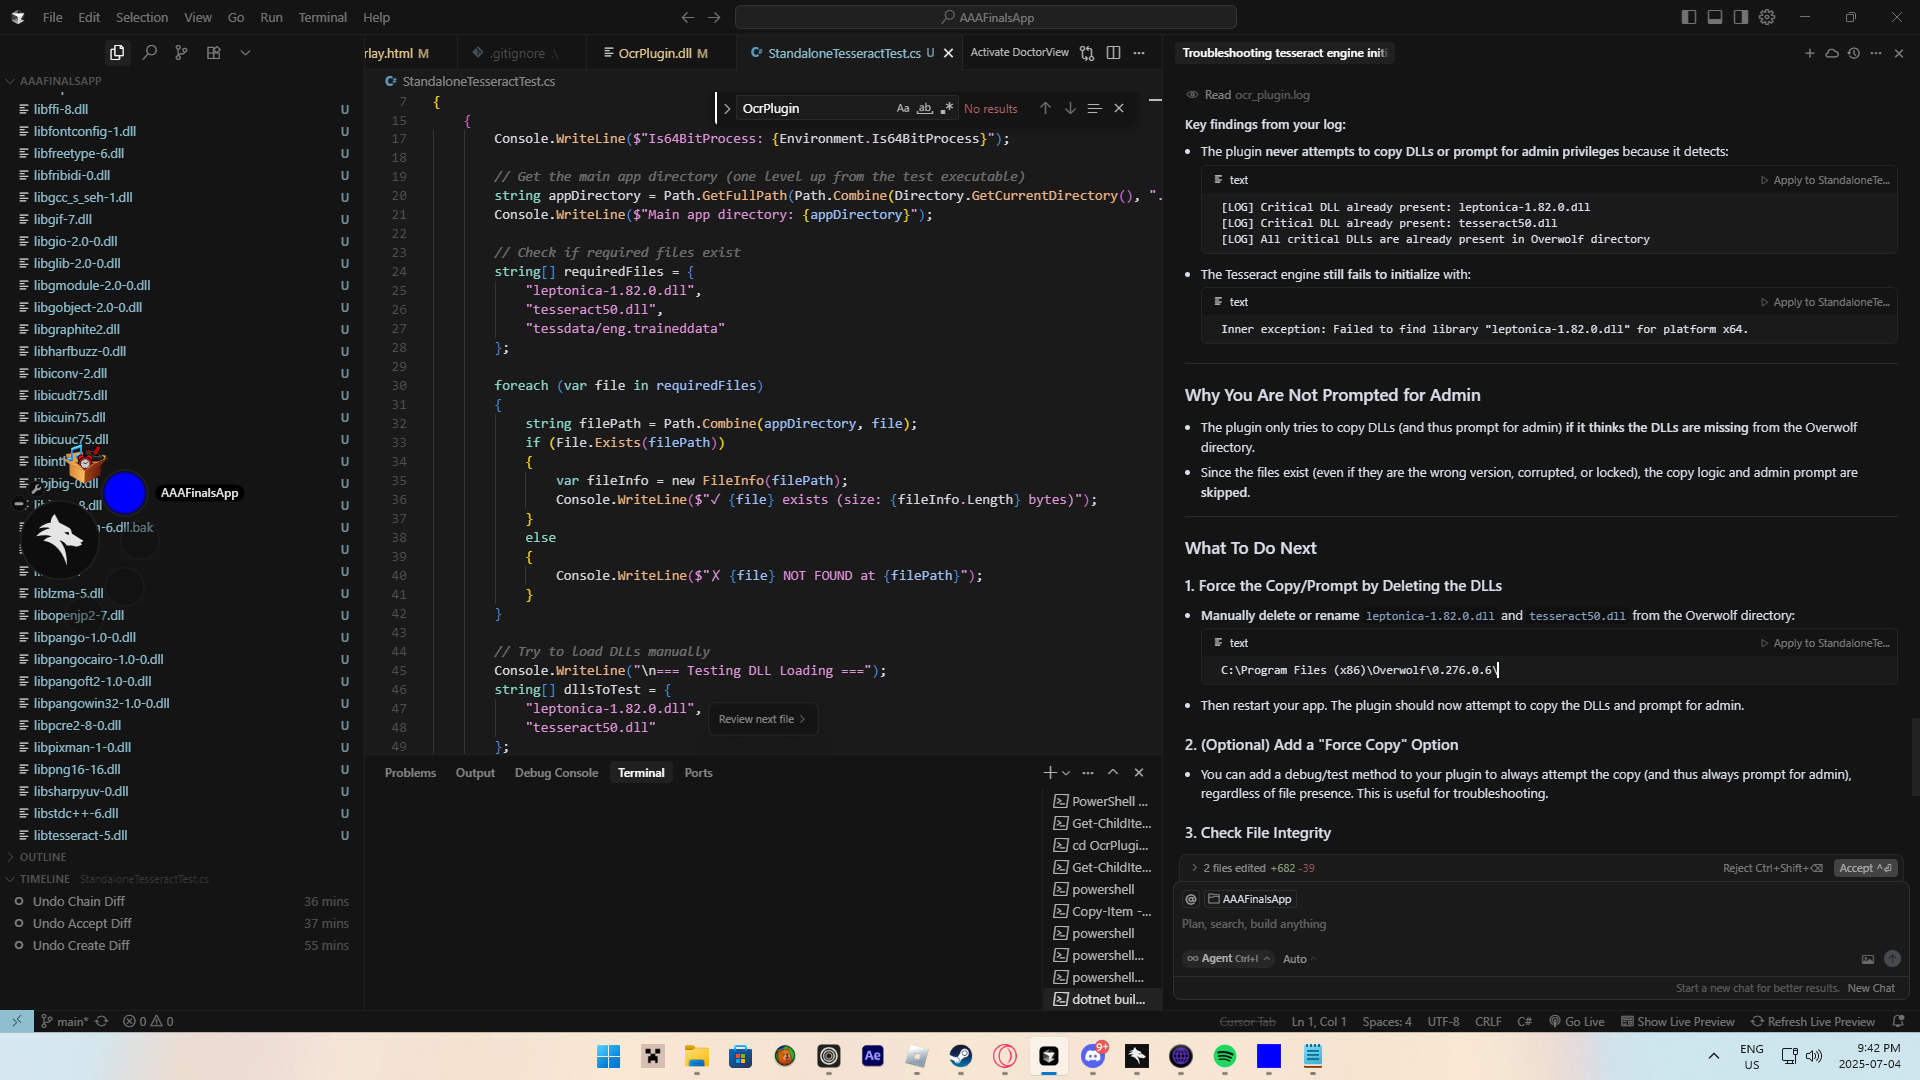 File Edit Selection View Go Run Terminal Help
AAAFinalsApp
AAAFINALSAPP
libffi-8.dll U
libfontconfig-1.dll U
libfreetype-6.dll U
libfribidi-0.dll U
libgcc_s_seh-1.dll U
libgif-7.dll U
libgio-2.0-0.dll U
libglib-2.0-0.dll U
libgmodule-2.0-0.dll U
libgobject-2.0-0.dll U
libgraphite2.dll U
libharfbuzz-0.dll U
libiconv-2.dll U
libicudt75.dll U
libicuin75.dll U
libicuuc75.dll U
U
libjbig-0.dll U
AAAFinalsApp
8.dll U
-6.dll.bak U
U
U
liblzma-5.dll U
libopenjp2-7.dll U
libpango-1.0-0.dll U
libpangocairo-1.0-0.dll U
libpangoft2-1.0-0.dll U
libpangowin32-1.0-0.dll U
libpcre2-8-0.dll U
libpixman-1-0.dll U
libpng16-16.dll U
libsharpyuv-0.dll U
libstdc++-6.dll U
libtesseract-5.dll U
OUTLINE
TIMELINE StandaloneTesseractTest.cs
Undo Chain Diff 36 mins
Undo Accept Diff 37 mins
Undo Create Diff 55 mins
rlay.html M .gitignore .\ OcrPlugin.dll M StandaloneTesseractTest.cs U Activate DoctorView
StandaloneTesseractTest.cs
OcrPlugin Aa ab No results
7 {
15 {
17 Console.WriteLine($"Is64BitProcess: {Environment.Is64BitProcess}");
18
19 // Get the main app directory (one level up from the test executable)
20 string appDirectory = Path.GetFullPath(Path.Combine(Directory.GetCurrentDirectory(), ".
21 Console.WriteLine($"Main app directory: {appDirectory}");
22
23 // Check if required files exist
24 string[] requiredFiles = {
25 "leptonica-1.82.0.dll",
26 "tesseract50.dll",
27 "tessdata/eng.traineddata"
28 };
29
30 foreach (var file in requiredFiles)
31 {
32 string filePath = Path.Combine(appDirectory, file);
33 if (File.Exists(filePath))
34 {
35 var fileInfo = new FileInfo(filePath);
36 Console.WriteLine($"✓ {file} exists (size: {fileInfo.Length} bytes)");
37 }
38 else
39 {
40 Console.WriteLine($"✗ {file} NOT FOUND at {filePath}");
41 }
42 }
43
44 // Try to load DLLs manually
45 Console.WriteLine("\n=== Testing DLL Loading ===");
46 string[] dllsToTest = {
47 "leptonica-1.82.0.dll",
48 "tesseract50.dll"
49 };
Review next file
Problems Output Debug Console Terminal Ports
PowerShell ...
Get-ChildIte...
cd OcrPlugi...
Get-ChildIte...
powershell
Copy-Item -...
powershell
powershell...
powershell...
dotnet buil...
Troubleshooting tesseract engine initi
Read ocr_plugin.log
Key findings from your log:
The plugin never attempts to copy DLLs or prompt for admin privileges because it detects:
text Apply to StandaloneTe...
[LOG] Critical DLL already present: leptonica-1.82.0.dll
[LOG] Critical DLL already present: tesseract50.dll
[LOG] All critical DLLs are already present in Overwolf directory
The Tesseract engine still fails to initialize with:
text Apply to StandaloneTe...
Inner exception: Failed to find library "leptonica-1.82.0.dll" for platform x64.
Why You Are Not Prompted for Admin
The plugin only tries to copy DLLs (and thus prompt for admin) if it thinks the DLLs are missing from the Overwolf
directory.
Since the files exist (even if they are the wrong version, corrupted, or locked), the copy logic and admin prompt are
skipped.
What To Do Next
1. Force the Copy/Prompt by Deleting the DLLs
Manually delete or rename leptonica-1.82.0.dll and tesseract50.dll from the Overwolf directory:
text Apply to StandaloneTe...
C:\Program Files (x86)\Overwolf\0.276.0.6\
Then restart your app. The plugin should now attempt to copy the DLLs and prompt for admin.
2. (Optional) Add a "Force Copy" Option
You can add a debug/test method to your plugin to always attempt the copy (and thus always prompt for admin),
regardless of file presence. This is useful for troubleshooting.
3. Check File Integrity
2 files edited +682 -39 Reject Ctrl+Shift+⌫ Accept ^⏎
@ AAAFinalsApp
Plan, search, build anything
Agent Ctrl+I Auto
Start a new chat for better results. New Chat
main* 0 0 Cursor Tab Ln 1, Col 1 Spaces: 4 UTF-8 CRLF C# Go Live Show Live Preview Refresh Live Preview
Ae 9+ ENG US 9:42 PM 2025-07-04